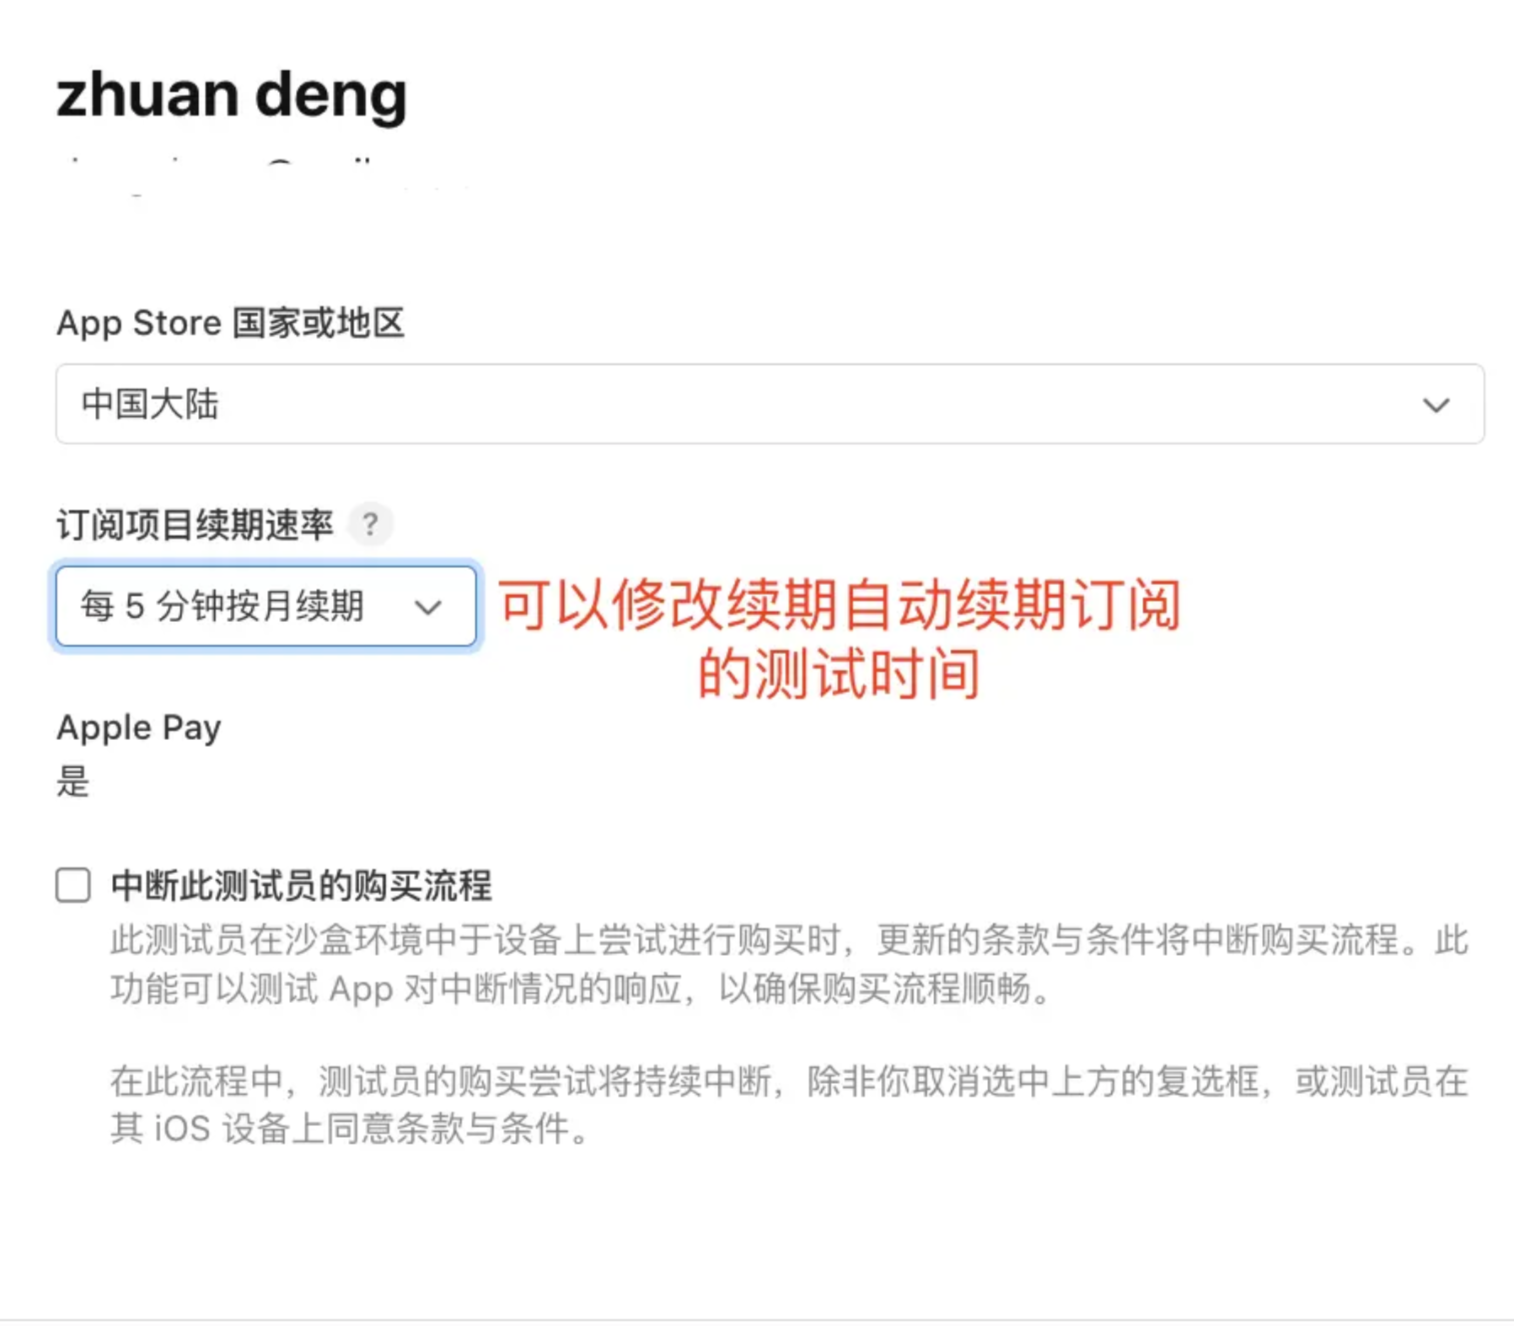 zhuan deng
App Store 国家或地区
中国大陆
订阅项目续期速率 ?
每 5 分钟按月续期
可以修改续期自动续期订阅
的测试时间
Apple Pay
是
中断此测试员的购买流程
此测试员在沙盒环境中于设备上尝试进行购买时，更新的条款与条件将中断购买流程。此
功能可以测试 App 对中断情况的响应，以确保购买流程顺畅。
在此流程中，测试员的购买尝试将持续中断，除非你取消选中上方的复选框，或测试员在
其 iOS 设备上同意条款与条件。